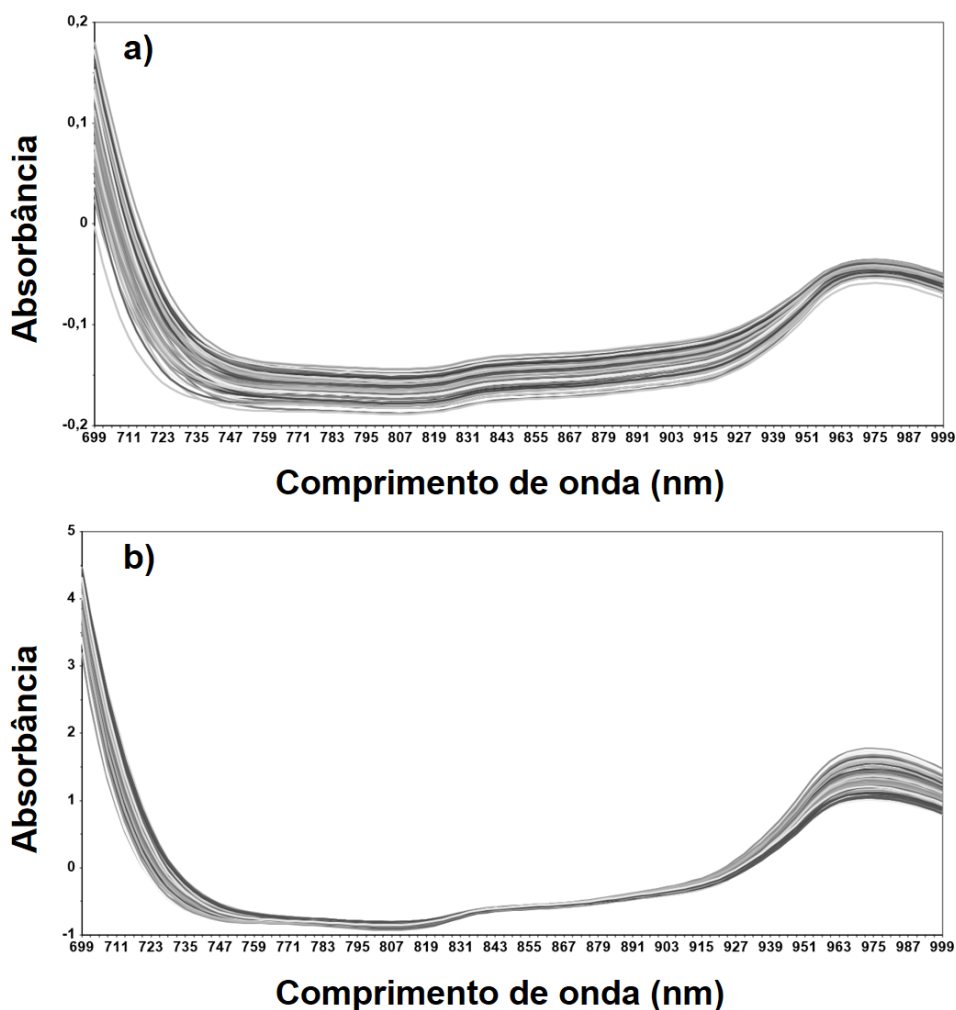 a)
Absorbância
0,2
0,1
0
-0,1
-0,2
699 711 723 735 747 759 771 783 795 807 819 831 843 855 867 879 891 903 915 927 939 951 963 975 987 999
Comprimento de onda (nm)
b)
Absorbância
5
4
3
2
1
0
-1
699 711 723 735 747 759 771 783 795 807 819 831 843 855 867 879 891 903 915 927 939 951 963 975 987 999
Comprimento de onda (nm)